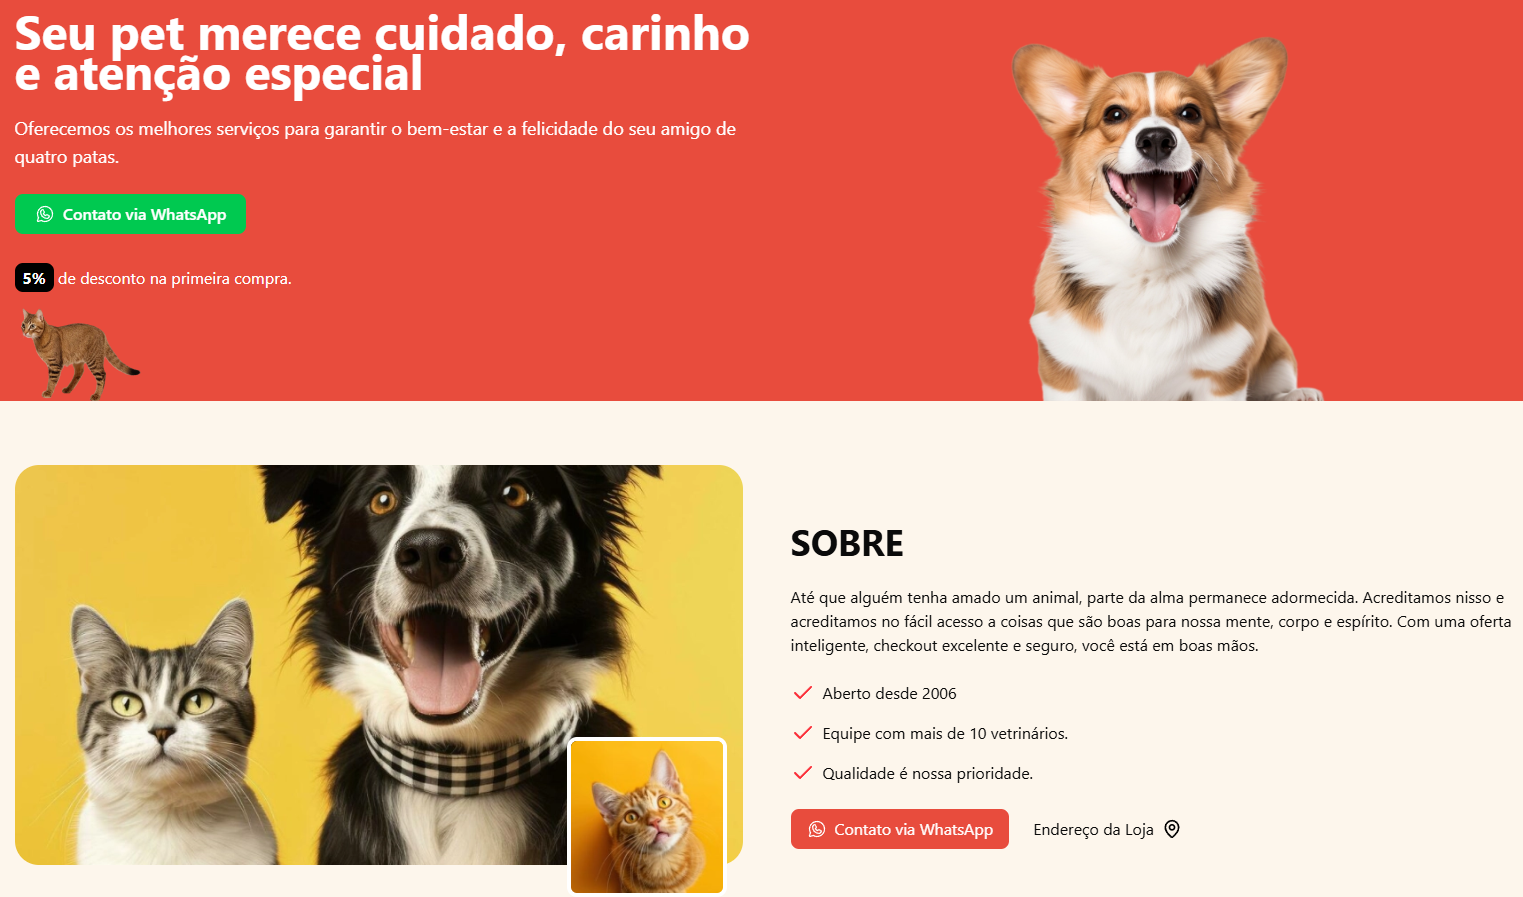 Seu pet merece cuidado, carinho
e atenção especial
Oferecemos os melhores serviços para garantir o bem-estar e a felicidade do seu amigo de
quatro patas.
Contato via WhatsApp
5% de desconto na primeira compra.
SOBRE
Até que alguém tenha amado um animal, parte da alma permanece adormecida. Acreditamos nisso e
acreditamos no fácil acesso a coisas que são boas para nossa mente, corpo e espírito. Com uma oferta
inteligente, checkout excelente e seguro, você está em boas mãos.
Aberto desde 2006
Equipe com mais de 10 vetrinários.
Qualidade é nossa prioridade.
Contato via WhatsApp
Endereço da Loja